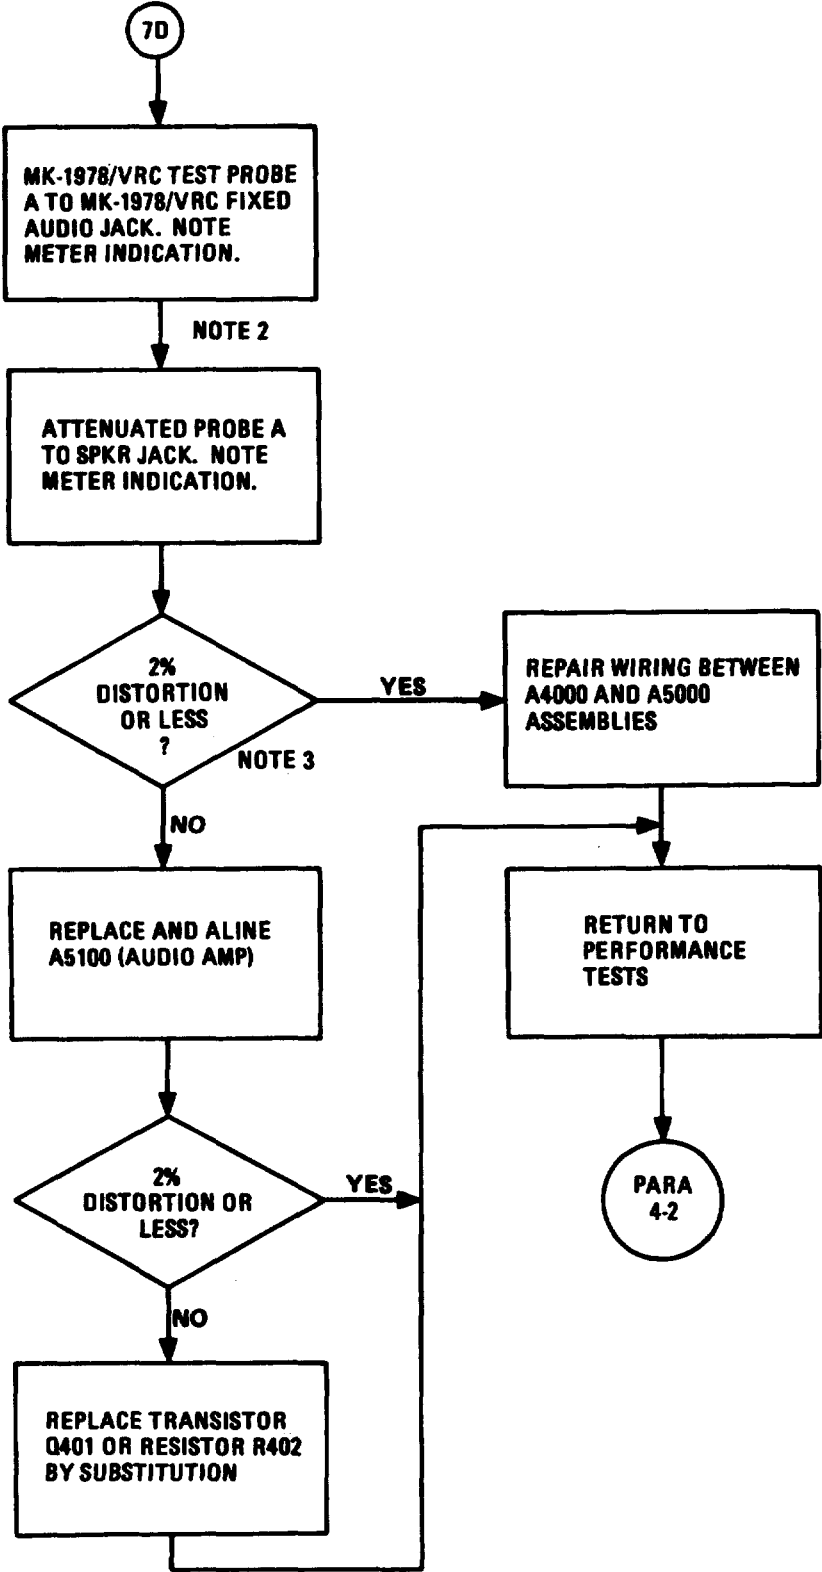 7D
MK-1978/VRC TEST PROBE
A TO MK-1978/VRC FIXED
AUDIO JACK. NOTE
METER INDICATION.
NOTE 2
ATTENUATED PROBE A
TO SPKR JACK. NOTE
METER INDICATION.
2%
DISTORTION
OR LESS
?
NOTE 3
YES
REPAIR WIRING BETWEEN
A4000 AND A5000
ASSEMBLIES
NO
REPLACE AND ALINE
A5100 (AUDIO AMP)
RETURN TO
PERFORMANCE
TESTS
2%
DISTORTION OR
LESS?
YES
PARA
4-2
NO
REPLACE TRANSISTOR
Q401 OR RESISTOR R402
BY SUBSTITUTION